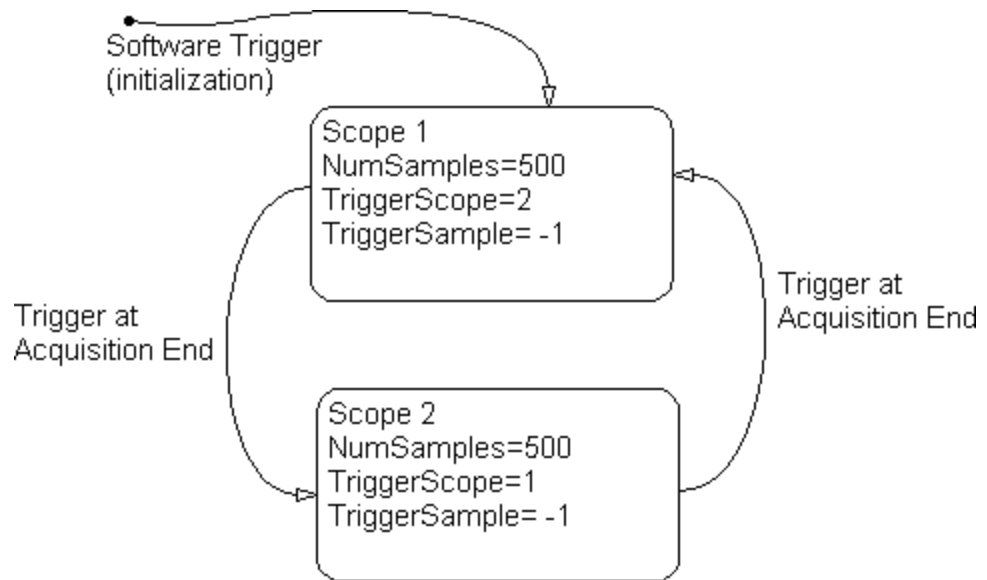 Software Trigger
(initialization)
Scope 1
NumSamples=500
TriggerScope=2
TriggerSample= -1
Trigger at
Acquisition End
Trigger at
Acquisition End
Scope 2
NumSamples=500
TriggerScope=1
TriggerSample= -1